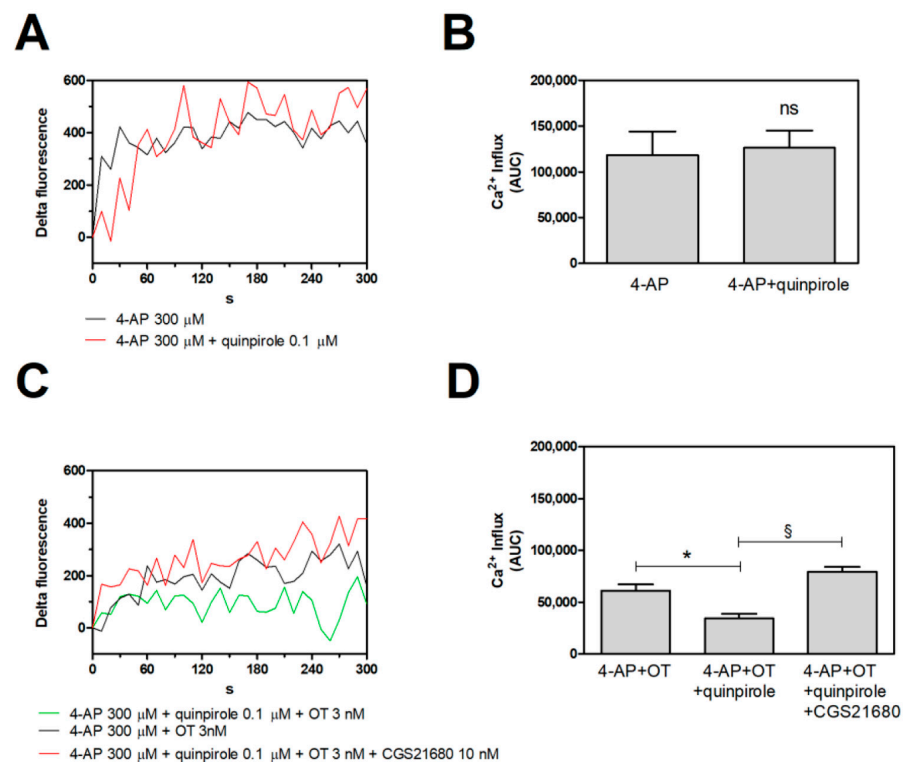 A
Delta fluorescence
600
400
200
0
0 60 120 180 240 300
s
4-AP 300 μM
4-AP 300 μM + quinpirole 0.1 μM
B
Ca2+ Influx
(AUC)
200,000
150,000
100,000
50,000
0
ns
4-AP 4-AP+quinpirole
C
Delta fluorescence
600
400
200
0
0 60 120 180 240 300
s
4-AP 300 μM + quinpirole 0.1 μM + OT 3 nM
4-AP 300 μM + OT 3nM
4-AP 300 μM + quinpirole 0.1 μM + OT 3 nM + CGS21680 10 nM
D
Ca2+ Influx
(AUC)
200,000
150,000
100,000
50,000
0
* §
4-AP+OT 4-AP+OT 4-AP+OT
+quinpirole +quinpirole
+CGS21680